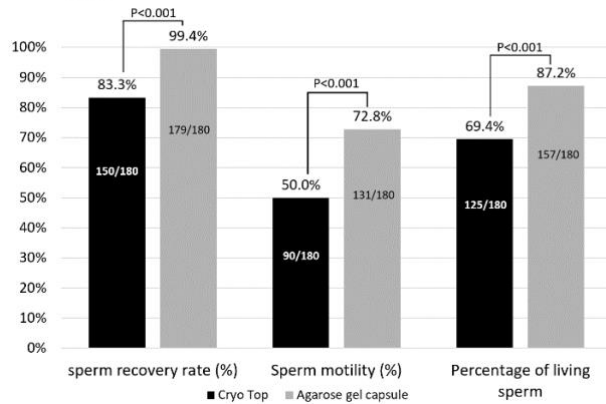 P<0.001
99.4%
83.3%
179/180
150/180
P<0.001
72.8%
50.0%
131/180
90/180
P<0.001
87.2%
69.4%
157/180
125/180
100%
90%
80%
70%
60%
50%
40%
30%
20%
10%
0%
sperm recovery rate (%)
Sperm motility (%)
Percentage of living
sperm
Cryo Top
Agarose gel capsule